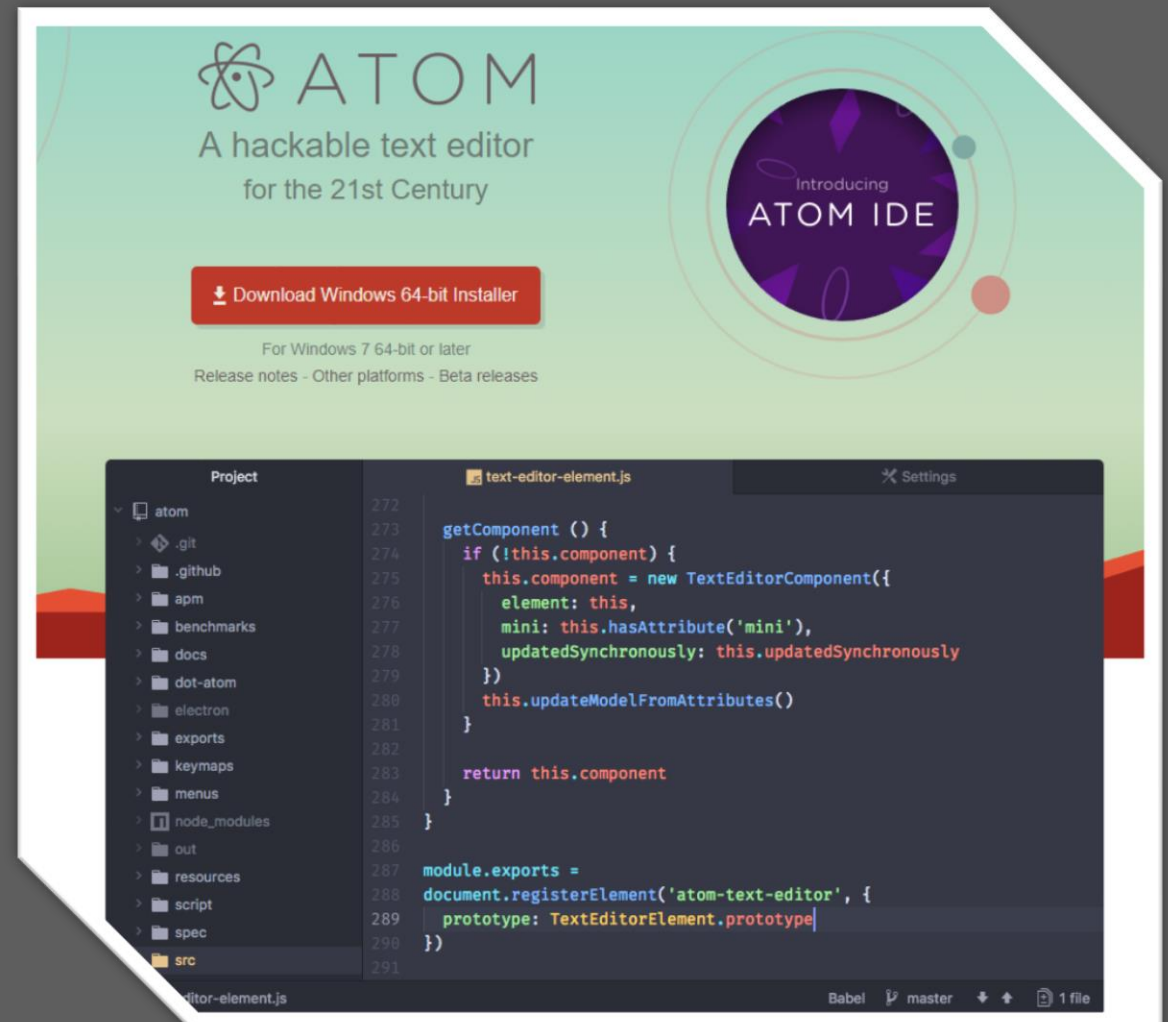 ATOM
A hackable text editor
for the 21st Century
Introducing
ATOM IDE
Download Windows 64-bit Installer
For Windows 7 64-bit or later
Release notes - Other platforms - Beta releases
Project
atom
.git
.github
apm
benchmarks
docs
dot-atom
electron
exports
keymaps
menus
node_modules
out
resources
script
spec
src
text-editor-element.js
Settings
272
273 getComponent () {
274 if (!this.component) {
275 this.component = new TextEditorComponent({
276 element: this,
277 mini: this.hasAttribute('mini'),
278 updatedSynchronously: this.updatedSynchronously
279 })
280 this.updateModelFromAttributes()
281 }
282
283 return this.component
284 }
285 }
286
287 module.exports =
288 document.registerElement('atom-text-editor', {
289 prototype: TextEditorElement.prototype
290 })
291
ditor-element.js
Babel master 1 file